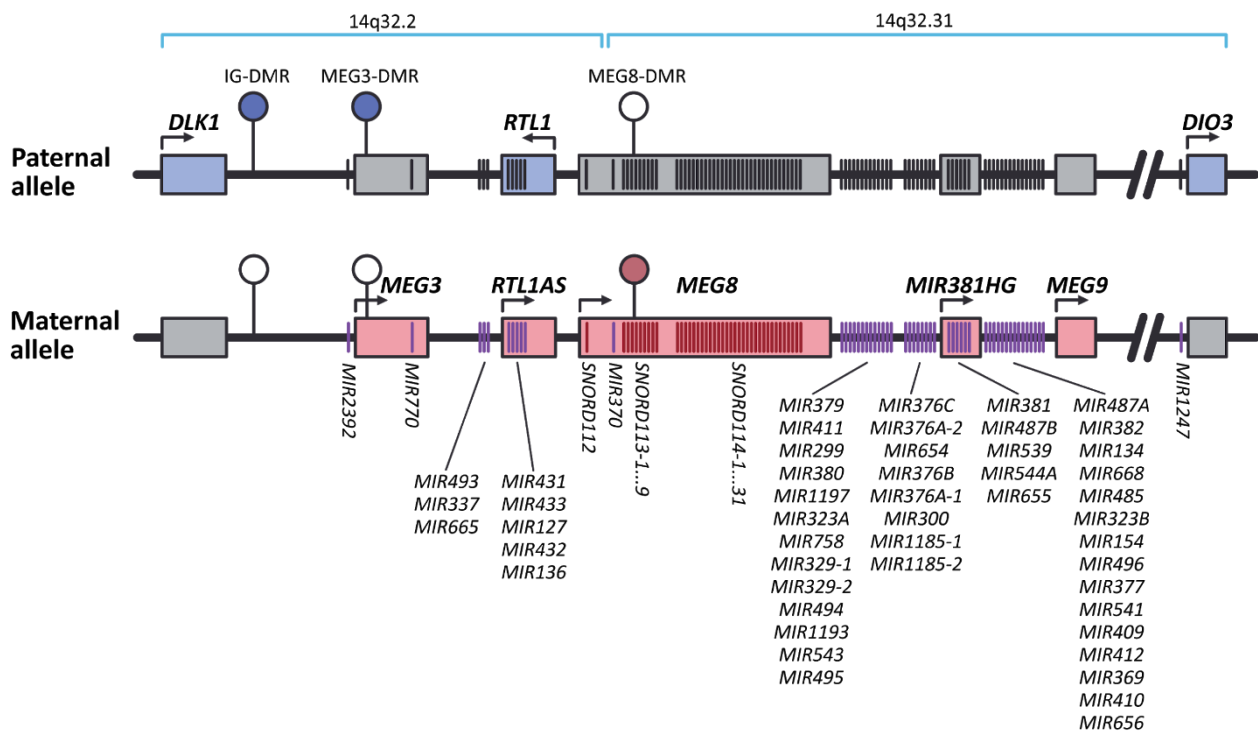 14q32.2
14q32.31
IG-DMR
MEG3-DMR
MEG8-DMR
DLK1
RTL1
DIO3
Paternal
allele
MEG3
RTL1AS
MEG8
MIR381HG
MEG9
Maternal
allele
MIR2392
MIR770
SNORD112
MIR370
SNORD113-1...9
SNORD114-1...31
MIR1247
MIR493
MIR337
MIR665
MIR431
MIR433
MIR127
MIR432
MIR136
MIR379
MIR411
MIR299
MIR380
MIR1197
MIR323A
MIR758
MIR329-1
MIR329-2
MIR494
MIR1193
MIR543
MIR495
MIR376C
MIR376A-2
MIR654
MIR376B
MIR376A-1
MIR300
MIR1185-1
MIR1185-2
MIR381
MIR487B
MIR539
MIR544A
MIR655
MIR487A
MIR382
MIR134
MIR668
MIR485
MIR323B
MIR154
MIR496
MIR377
MIR541
MIR409
MIR412
MIR369
MIR410
MIR656